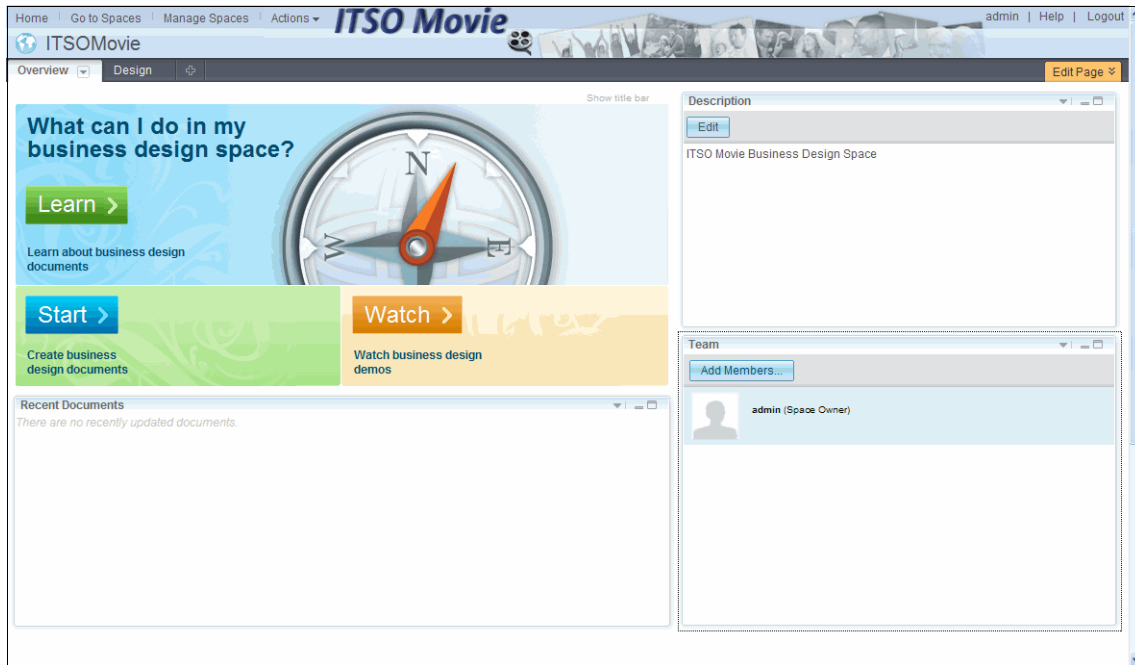 Home Go to Spaces Manage Spaces Actions ITSO Movie admin | Help | Logout
ITSOMovie
Overview Design Edit Page
Show title bar
What can I do in my
business design space?
N
W E
Learn
Learn about business design
documents
Start
Create business
design documents
Watch
Watch business design
demos
Recent Documents
There are no recently updated documents.
Description
Edit
ITSO Movie Business Design Space
Team
Add Members...
admin (Space Owner)